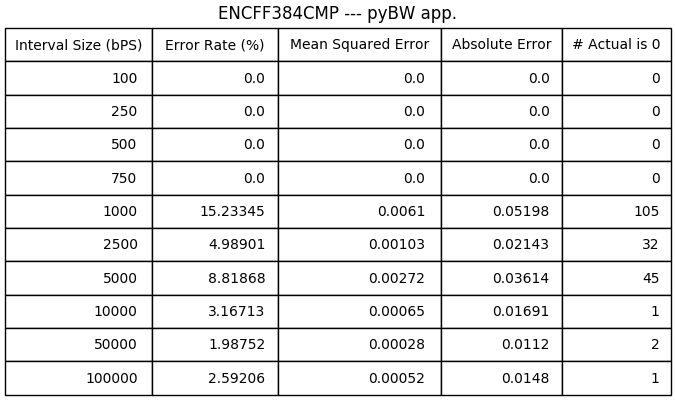 ENCFF384CMP --- pyBW app.
Interval Size (bPS) Error Rate (%) Mean Squared Error Absolute Error # Actual is 0
100 0.0 0.0 0.0 0
250 0.0 0.0 0.0 0
500 0.0 0.0 0.0 0
750 0.0 0.0 0.0 0
1000 15.23345 0.0061 0.05198 105
2500 4.98901 0.00103 0.02143 32
5000 8.81868 0.00272 0.03614 45
10000 3.16713 0.00065 0.01691 1
50000 1.98752 0.00028 0.0112 2
100000 2.59206 0.00052 0.0148 1